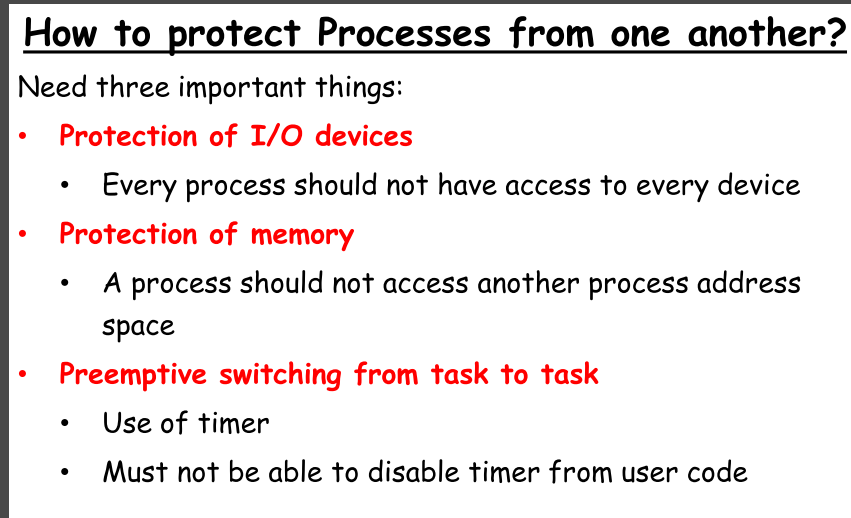 How to protect Processes from one another?
Need three important things:
• Protection of I/O devices
• Every process should not have access to every device
• Protection of memory
• A process should not access another process address
space
• Preemptive switching from task to task
• Use of timer
• Must not be able to disable timer from user code